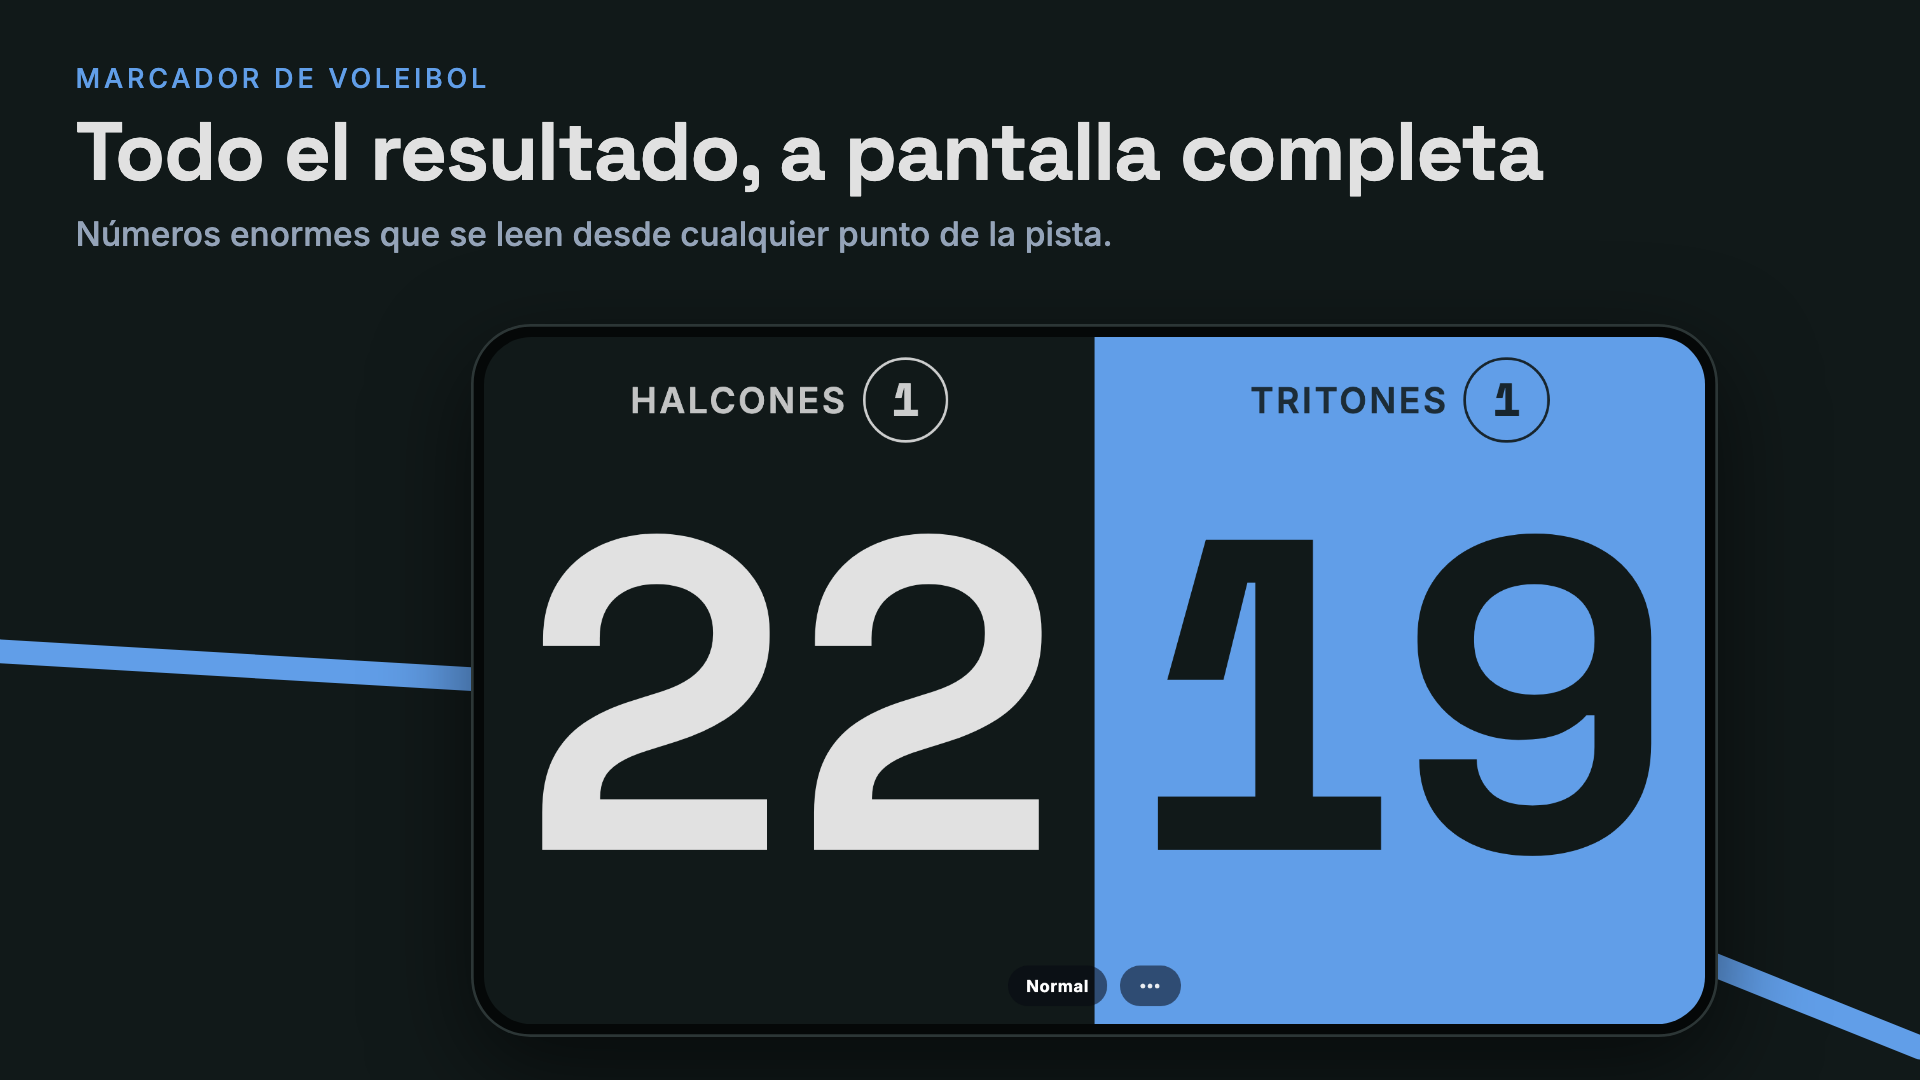 MARCADOR DE VOLEIBOL
Todo el resultado, a pantalla completa
Números enormes que se leen desde cualquier punto de la pista.
HALCONES 1
TRITONES 1
22
19
Normal
•••